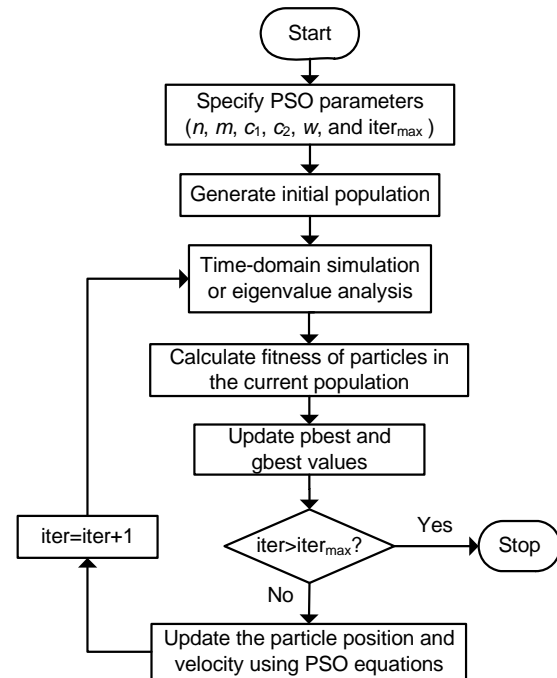 Start
Specify PSO parameters
(n, m, c₁, c₂, w, and iterₘₐₓ )
Generate initial population
Time-domain simulation
or eigenvalue analysis
Calculate fitness of particles in
the current population
Update pbest and
gbest values
iter=iter+1
iter>iterₘₐₓ?
Yes
Stop
No
Update the particle position and
velocity using PSO equations